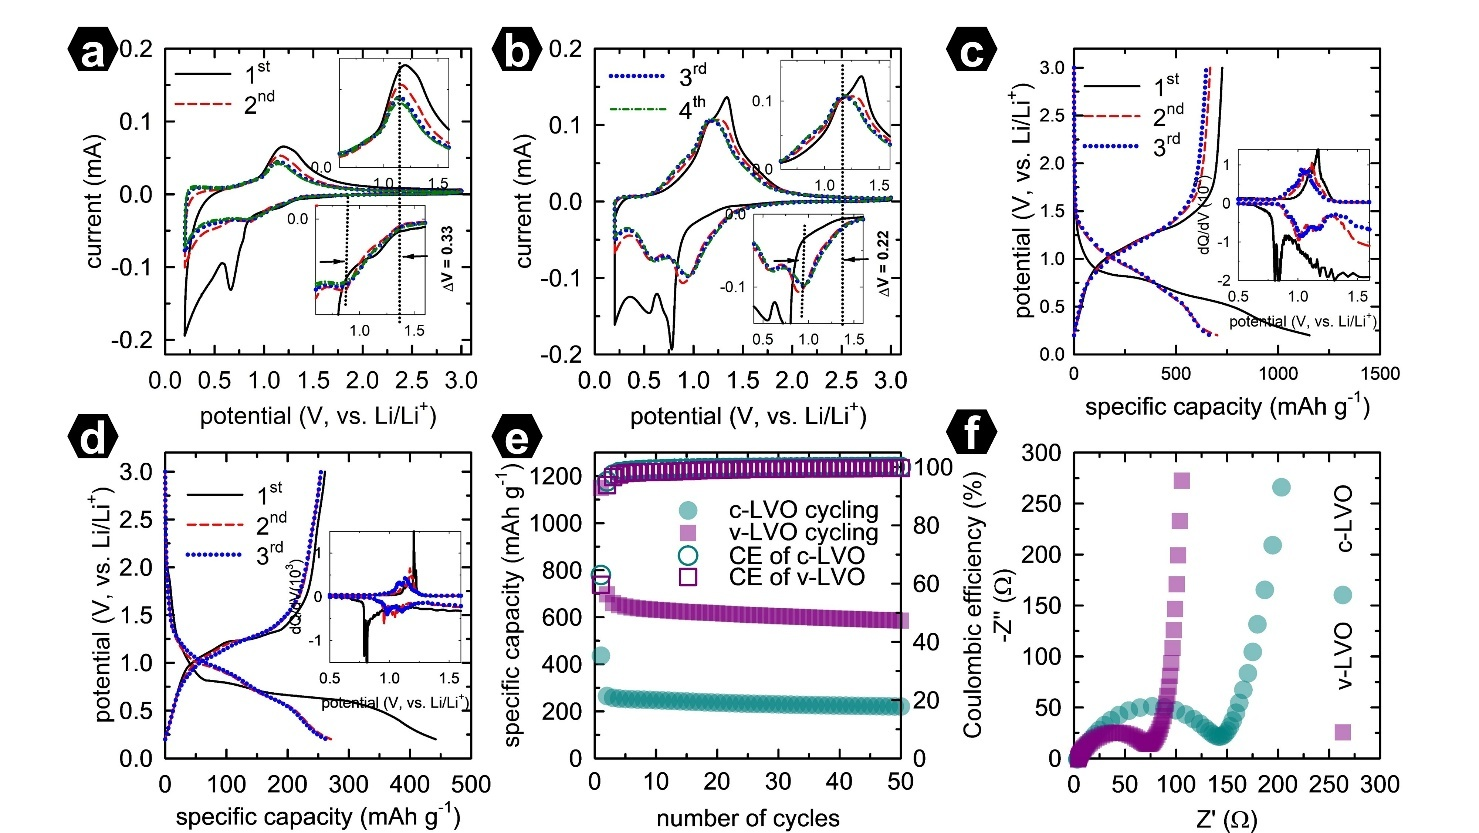 a
0.2
0.1
0.0
-0.1
-0.2
current (mA)
1st
2nd
0.0
1.0
1.5
0.0
1.0
1.5
ΔV = 0.33
0.0
0.5
1.0
1.5
2.0
2.5
3.0
potential (V, vs. Li/Li+)
b
0.2
0.1
0.0
-0.1
-0.2
current (mA)
3rd
4th
0.1
0.0
1.0
1.5
0.0
-0.1
0.5
1.0
1.5
ΔV = 0.22
0.0
0.5
1.0
1.5
2.0
2.5
3.0
potential (V, vs. Li/Li+)
c
3.0
2.5
2.0
1.5
1.0
0.5
0.0
potential (V, vs. Li/Li+)
1st
2nd
3rd
1
0
-1
-2
0.5
1.0
1.5
potential (V, vs. Li/Li+)
0
500
1000
1500
specific capacity (mAh g-1)
d
3.0
2.5
2.0
1.5
1.0
0.5
0.0
potential (V, vs. Li/Li+)
1st
2nd
3rd
dQ/dV/10³)
1
0
-1
0.5
1.0
1.5
potential (V, vs. Li/Li+)
0
100
200
300
400
500
specific capacity (mAh g-1)
e
1200
1000
800
600
400
200
0
specific capacity (mAh g-1)
c-LVO cycling
v-LVO cycling
CE of c-LVO
CE of v-LVO
100
80
60
40
20
0
Coulombic efficiency (%)
0
10
20
30
40
50
number of cycles
f
300
250
200
150
100
50
0
-Z" (Ω)
c-LVO
v-LVO
0
50
100
150
200
250
300
Z' (Ω)